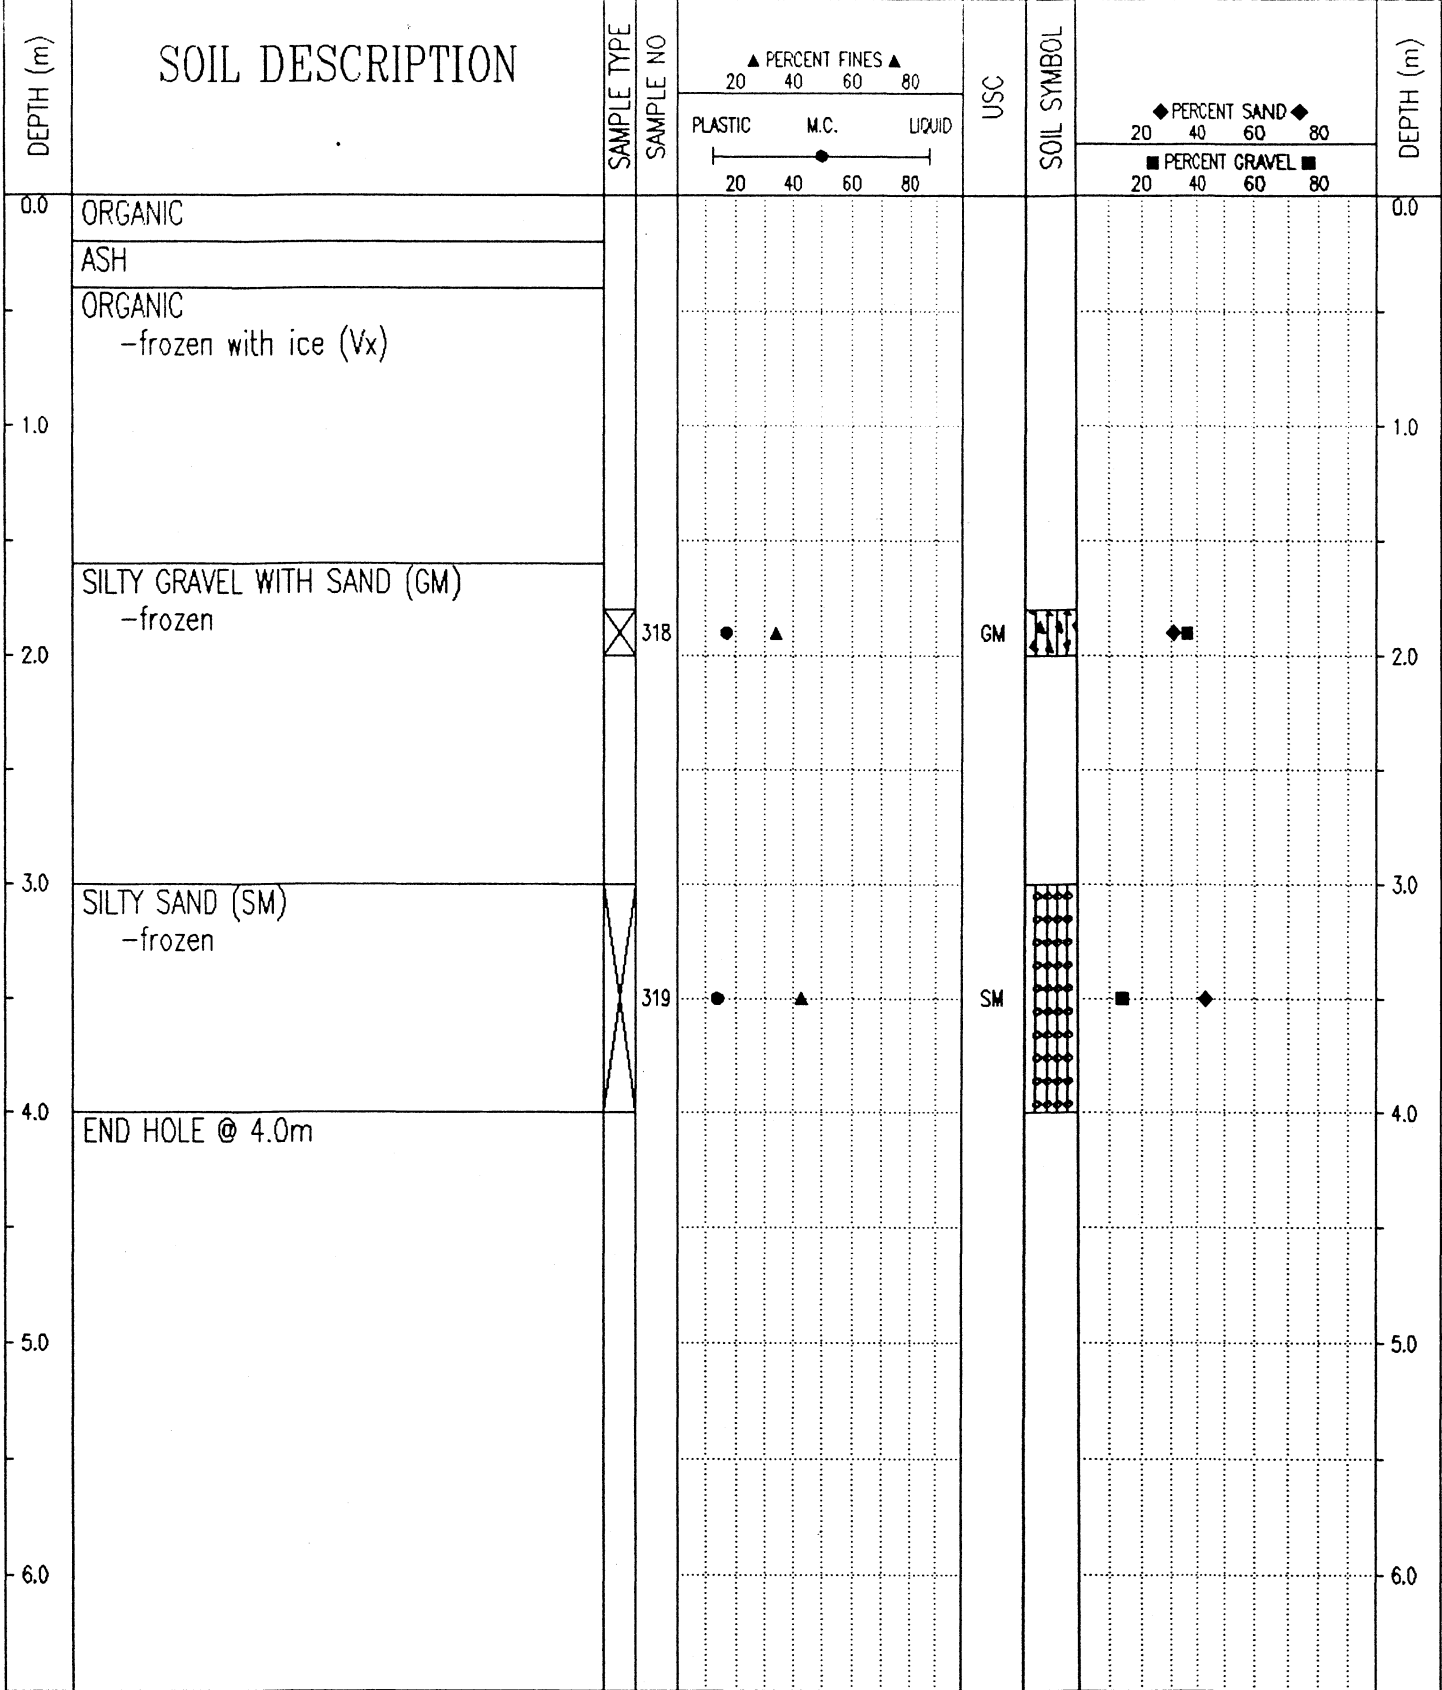 DEPTH (m)
SOIL DESCRIPTION
SAMPLE TYPE
SAMPLE NO
▲ PERCENT FINES ▲
20 40 60 80
PLASTIC M.C. LIQUID
20 40 60 80
USC
SOIL SYMBOL
◆ PERCENT SAND ◆
20 40 60 80
■ PERCENT GRAVEL ■
20 40 60 80
DEPTH (m)
0.0 ORGANIC 0.0
ASH
ORGANIC
-frozen with ice (Vx)
1.0 1.0
SILTY GRAVEL WITH SAND (GM)
-frozen
318 GM
2.0 2.0
3.0 3.0
SILTY SAND (SM)
-frozen
319 SM
4.0 4.0
END HOLE @ 4.0m
5.0 5.0
6.0 6.0